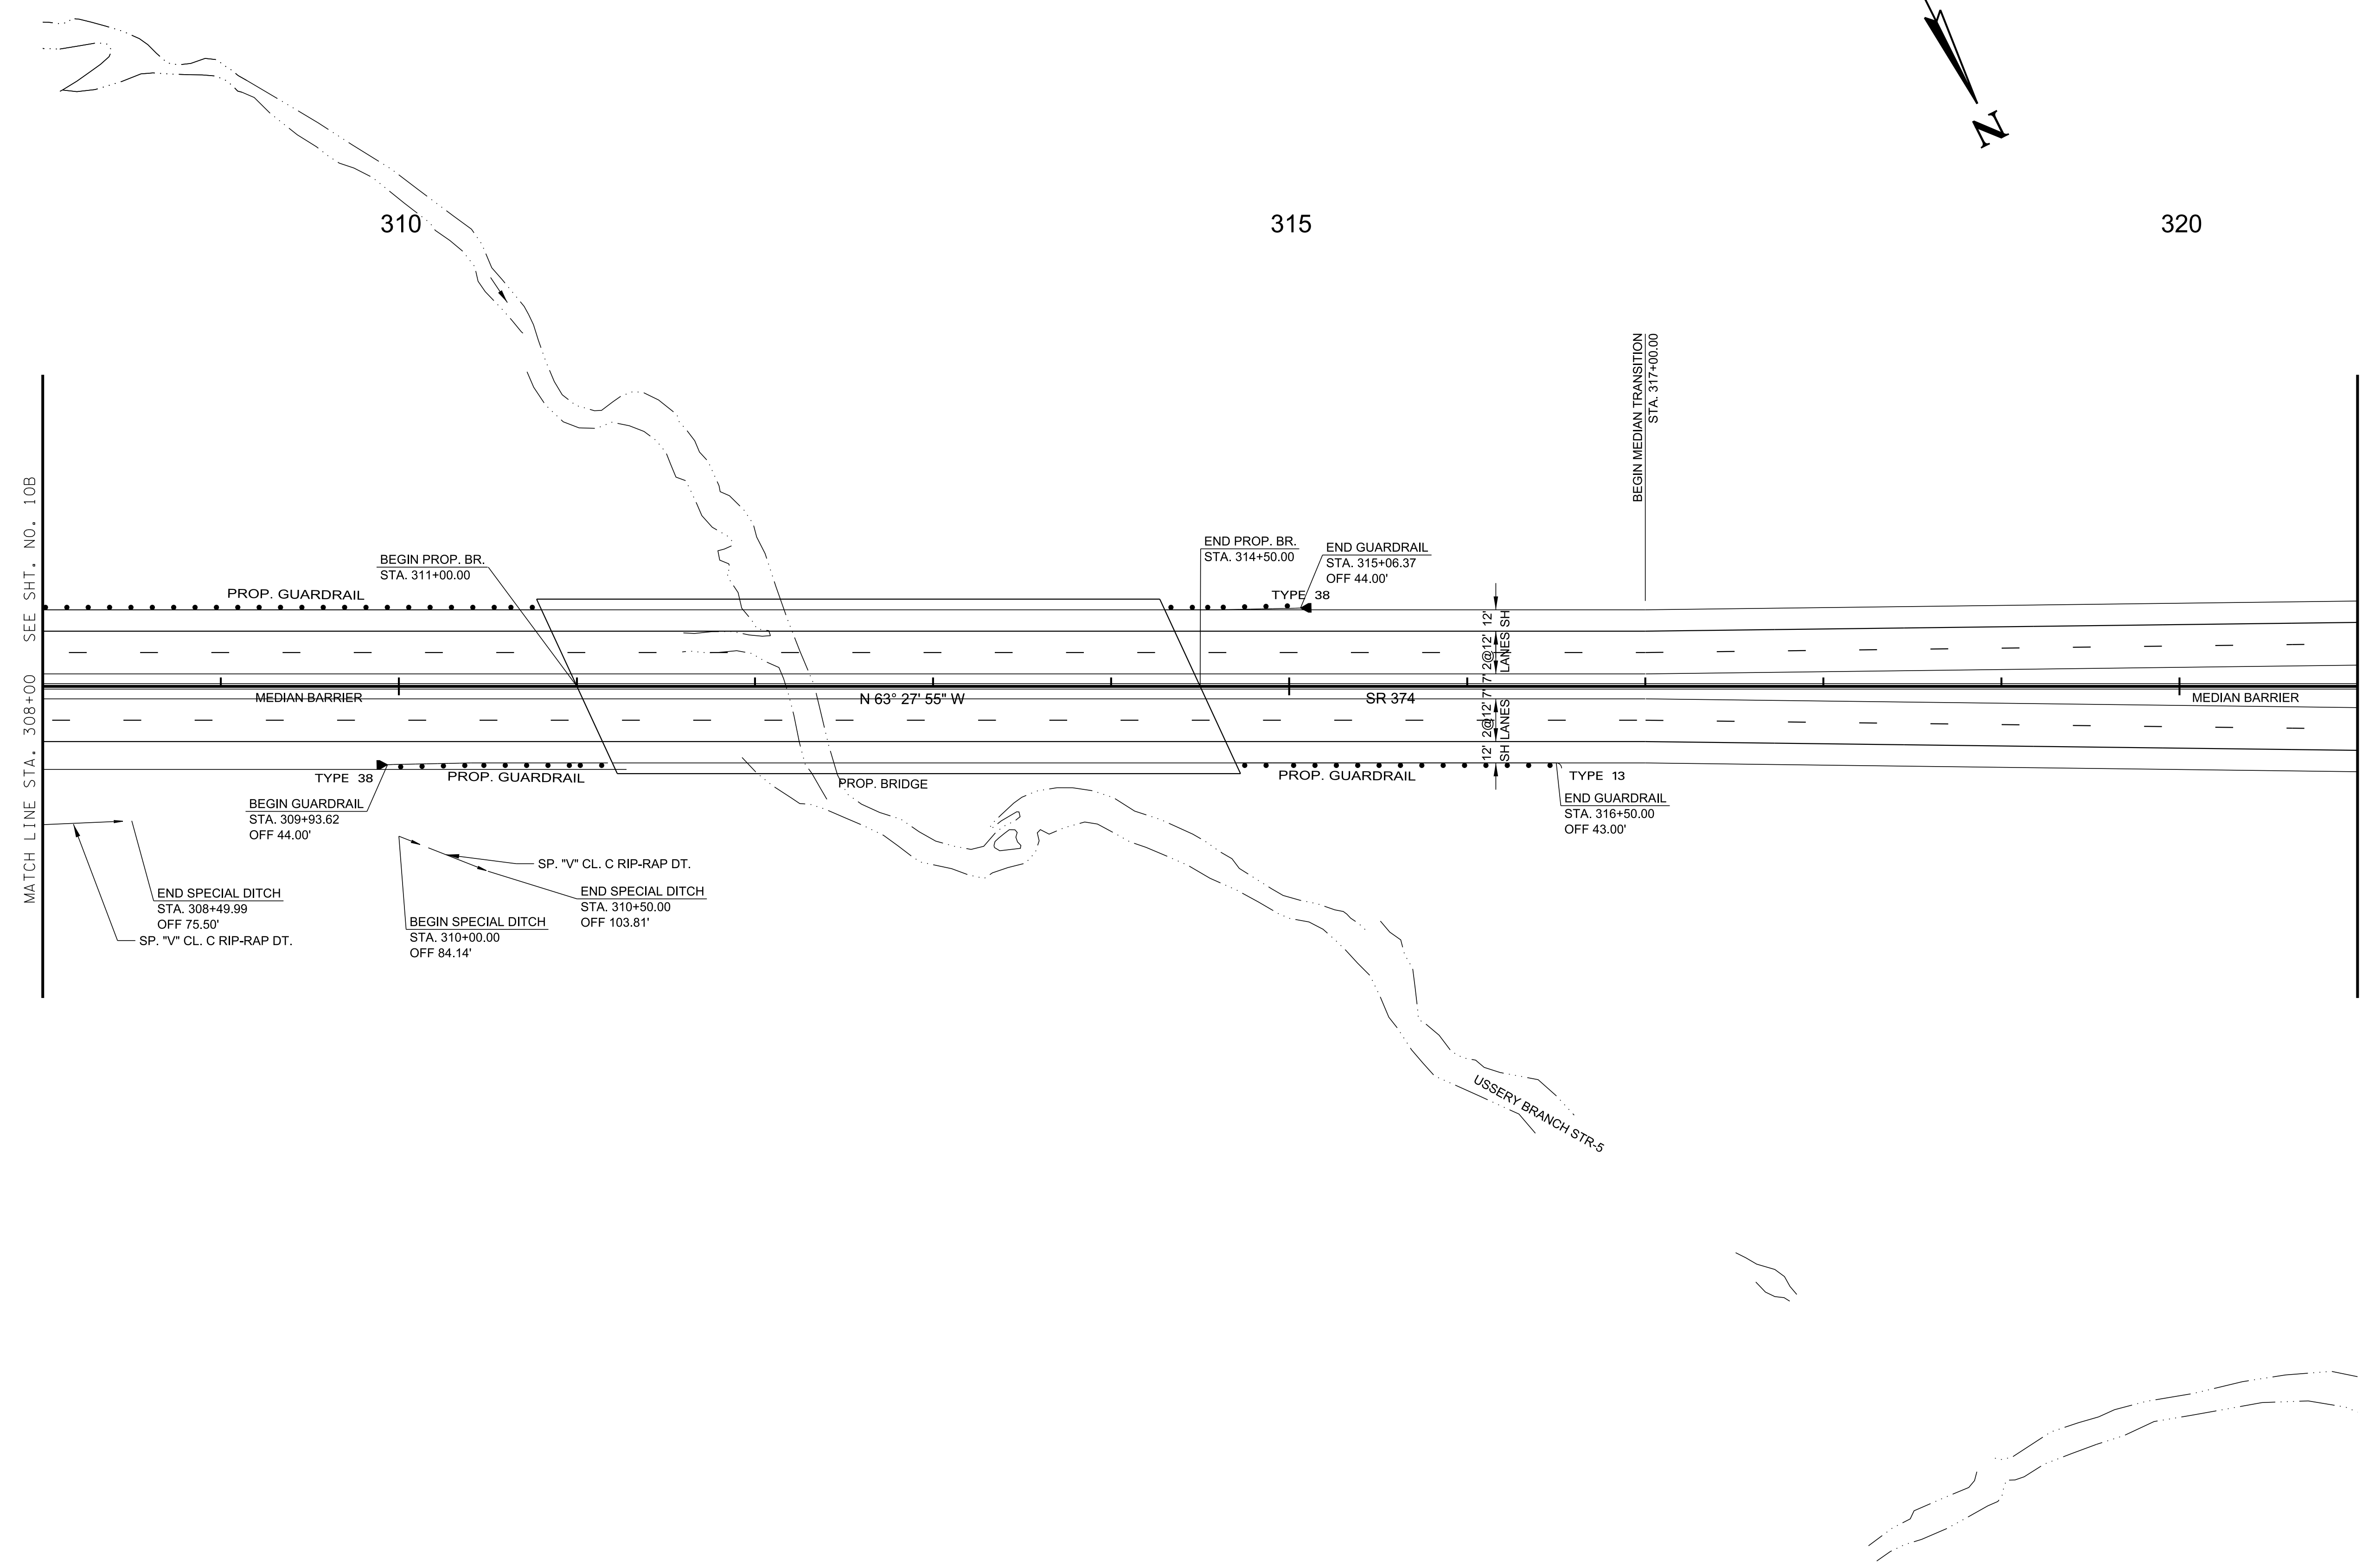 N
310
315
320
BEGIN MEDIAN TRANSITION
STA. 317+00.00
MATCH LINE STA. 308+00 SEE SHT. NO. 10B
BEGIN PROP. BR.
STA. 311+00.00
END PROP. BR.
STA. 314+50.00
END GUARDRAIL
STA. 315+06.37
OFF 44.00'
PROP. GUARDRAIL
TYPE 38
12' 2@12' 7' 7' 2@12' 12'
SH LANES LANES SH
MEDIAN BARRIER
N 63° 27' 55" W
SR 374
MEDIAN BARRIER
TYPE 38
PROP. GUARDRAIL
PROP. BRIDGE
PROP. GUARDRAIL
TYPE 13
BEGIN GUARDRAIL
STA. 309+93.62
OFF 44.00'
END GUARDRAIL
STA. 316+50.00
OFF 43.00'
SP. "V" CL. C RIP-RAP DT.
END SPECIAL DITCH
STA. 308+49.99
OFF 75.50'
SP. "V" CL. C RIP-RAP DT.
END SPECIAL DITCH
STA. 310+50.00
OFF 103.81'
BEGIN SPECIAL DITCH
STA. 310+00.00
OFF 84.14'
USSERY BRANCH STR-5